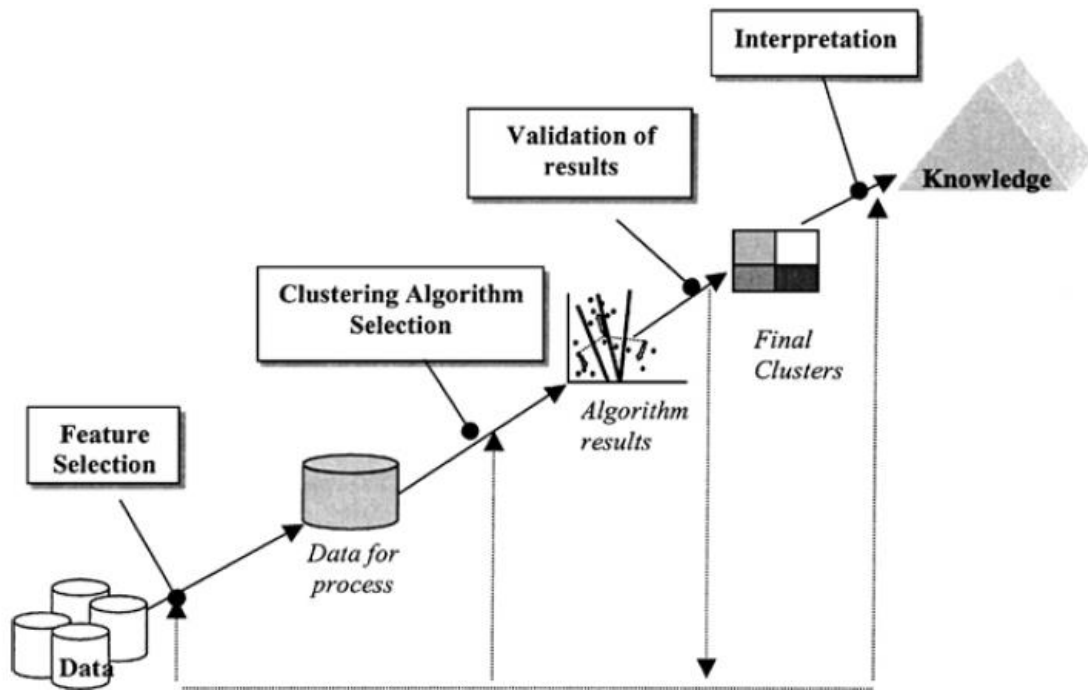 Interpretation
Knowledge
Validation of
results
Clustering Algorithm
Selection
Final
Clusters
Algorithm
results
Feature
Selection
Data for
process
Data